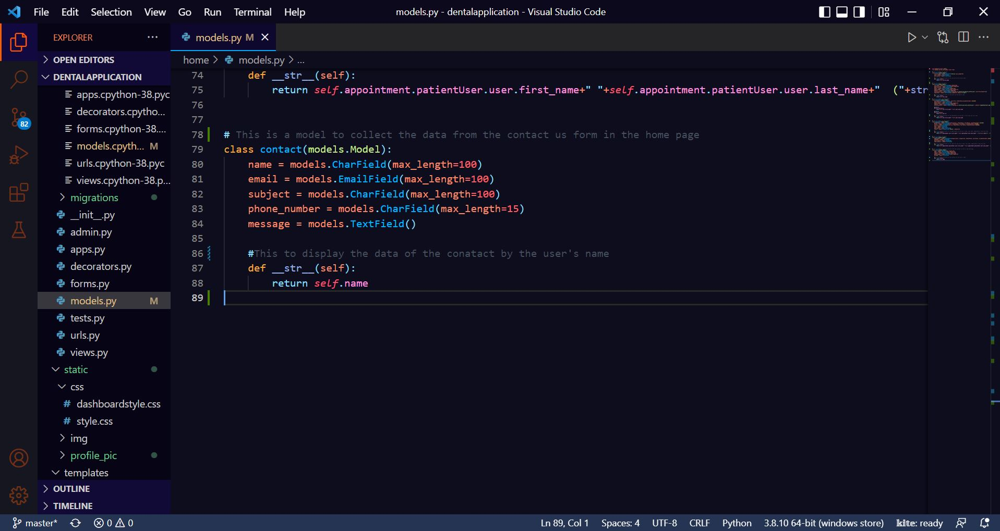 File Edit Selection View Go Run Terminal Help
models.py - dentalapplication - Visual Studio Code
EXPLORER
models.py M
OPEN EDITORS
home > models.py > ...
DENTALAPPLICATION
apps.cpython-38.pyc
decorators.cpytho...
forms.cpython-38....
models.cpyth... M
urls.cpython-38.pyc
views.cpython-38.p...
migrations
__init__.py
admin.py
apps.py
decorators.py
forms.py
models.py M
tests.py
urls.py
views.py
static
css
# dashboardstyle.css
# style.css
img
profile_pic
templates
OUTLINE
TIMELINE
82
74 def __str__(self):
75 return self.appointment.patientUser.user.first_name+" "+self.appointment.patientUser.user.last_name+"  ("+str
76
77
78 # This is a model to collect the data from the contact us form in the home page
79 class contact(models.Model):
80 name = models.CharField(max_length=100)
81 email = models.EmailField(max_length=100)
82 subject = models.CharField(max_length=100)
83 phone_number = models.CharField(max_length=15)
84 message = models.TextField()
85
86 #This to display the data of the conatact by the user's name
87 def __str__(self):
88 return self.name
89
master* 0 0 Ln 89, Col 1 Spaces: 4 UTF-8 CRLF Python 3.8.10 64-bit (windows store) kite: ready